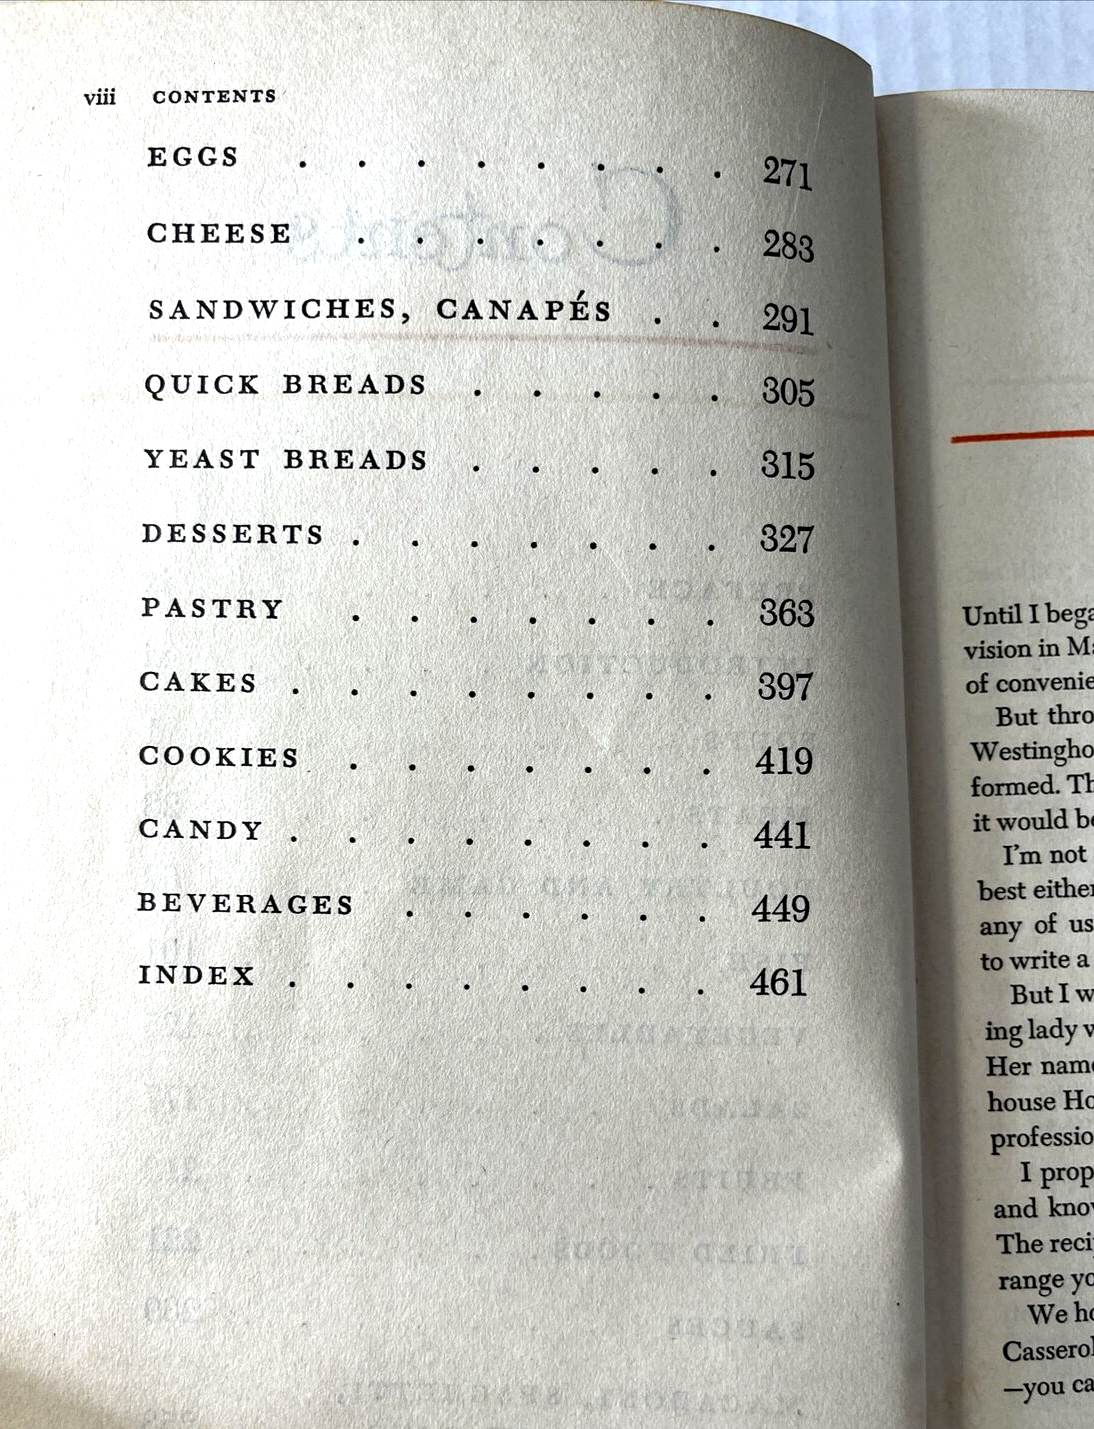 viii CONTENTS
EGGS . . . . . . . . 271
CHEESE . . . . . . . 283
SANDWICHES, CANAPÉS . . 291
QUICK BREADS . . . . . 305
YEAST BREADS . . . . . 315
DESSERTS . . . . . . . 327
PASTRY . . . . . . . 363
CAKES . . . . . . . . 397
COOKIES . . . . . . . 419
CANDY . . . . . . . . 441
BEVERAGES . . . . . . 449
INDEX . . . . . . . . 461
Until I bega
vision in Ma
of convenie
But thro
Westingho
formed. Th
it would be
I'm not
best either
any of us
to write a
But I w
ing lady v
Her name
house Ho
professio
I prop
and know
The reci
range yo
We ho
Casserol
—you ca